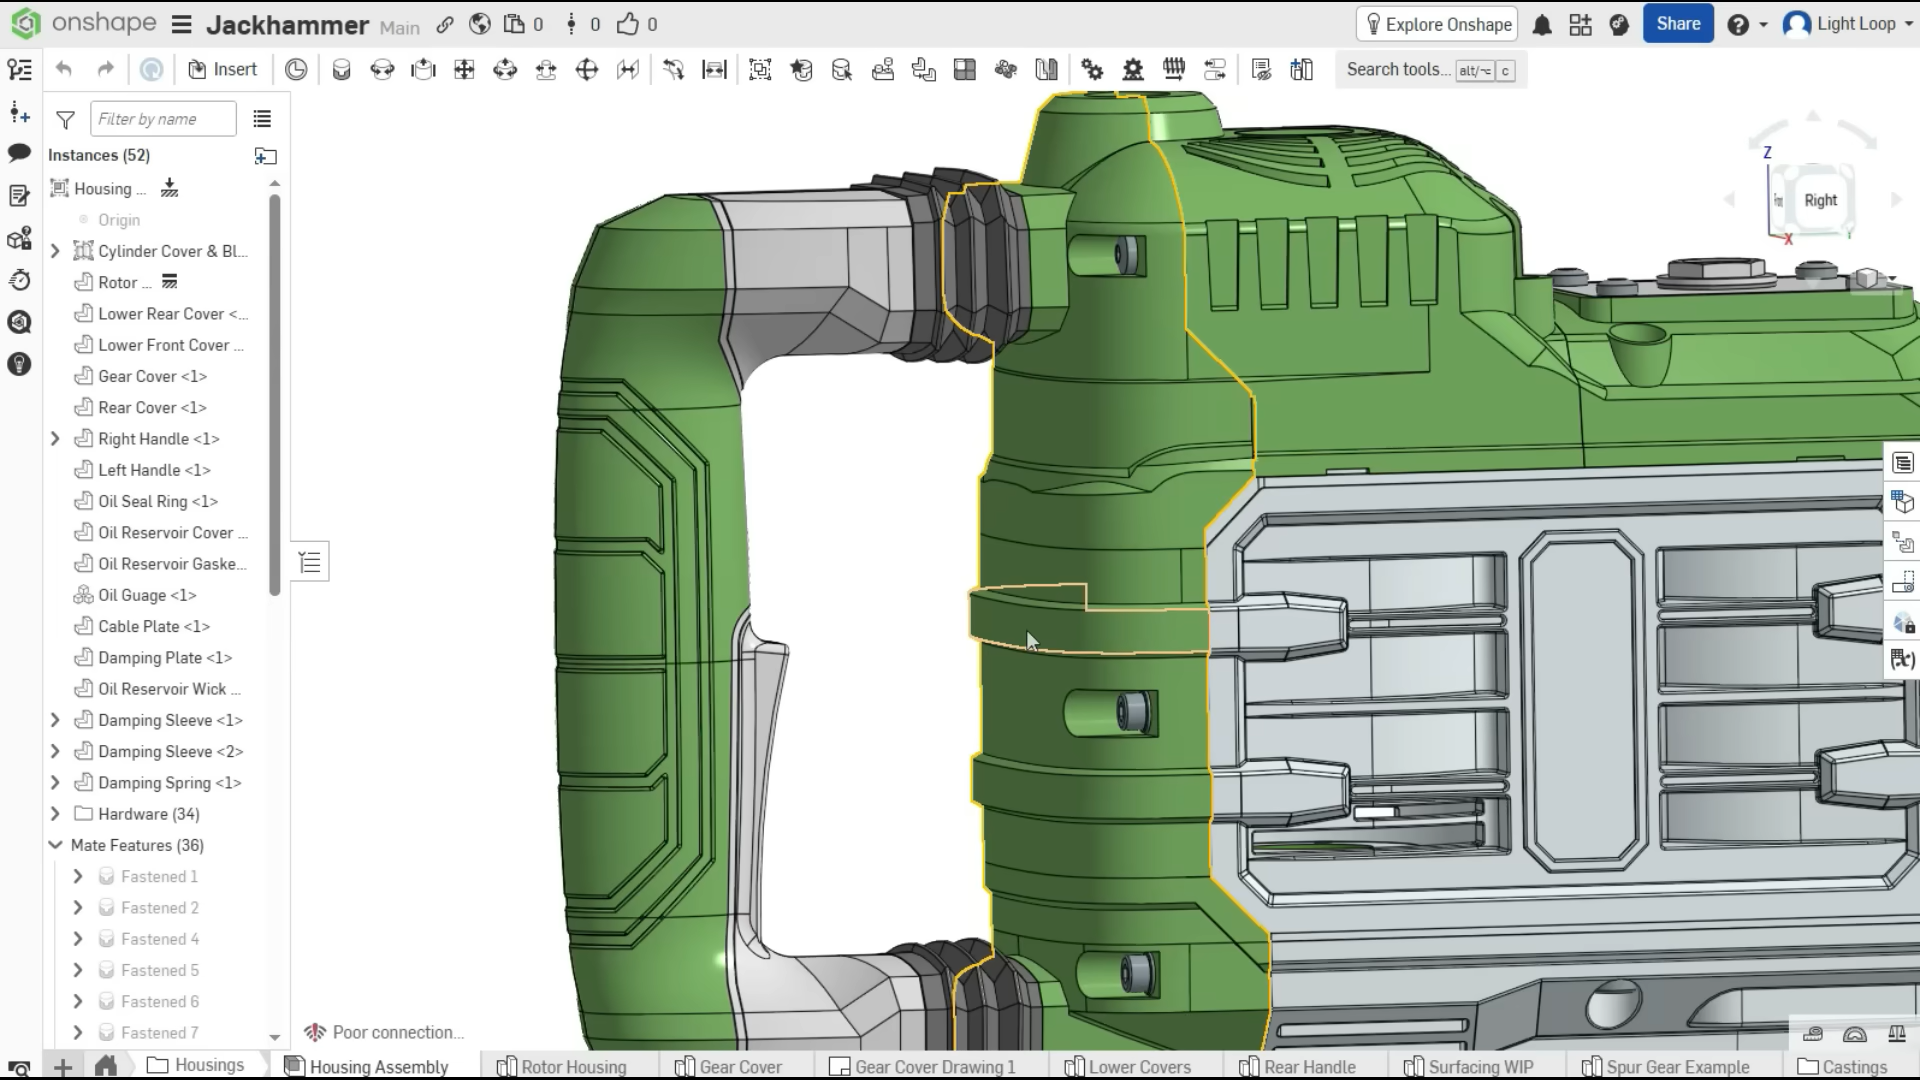 onshape Jackhammer Main 0 0 0 Explore Onshape Share Light Loop
Insert Search tools... alt/⌥ c
Filter by name
Instances (52)
Housing ...
Origin
Cylinder Cover & Bl...
Rotor ...
Lower Rear Cover <...
Lower Front Cover ...
Gear Cover <1>
Rear Cover <1>
Right Handle <1>
Left Handle <1>
Oil Seal Ring <1>
Oil Reservoir Cover ...
Oil Reservoir Gaske...
Oil Guage <1>
Cable Plate <1>
Damping Plate <1>
Oil Reservoir Wick ...
Damping Sleeve <1>
Damping Sleeve <2>
Damping Spring <1>
Hardware (34)
Mate Features (36)
Fastened 1
Fastened 2
Fastened 4
Fastened 5
Fastened 6
Fastened 7
Z
Right
X
(x)
Poor connection...
Housings Housing Assembly Rotor Housing Gear Cover Gear Cover Drawing 1 Lower Covers Rear Handle Surfacing WIP Spur Gear Example Castings